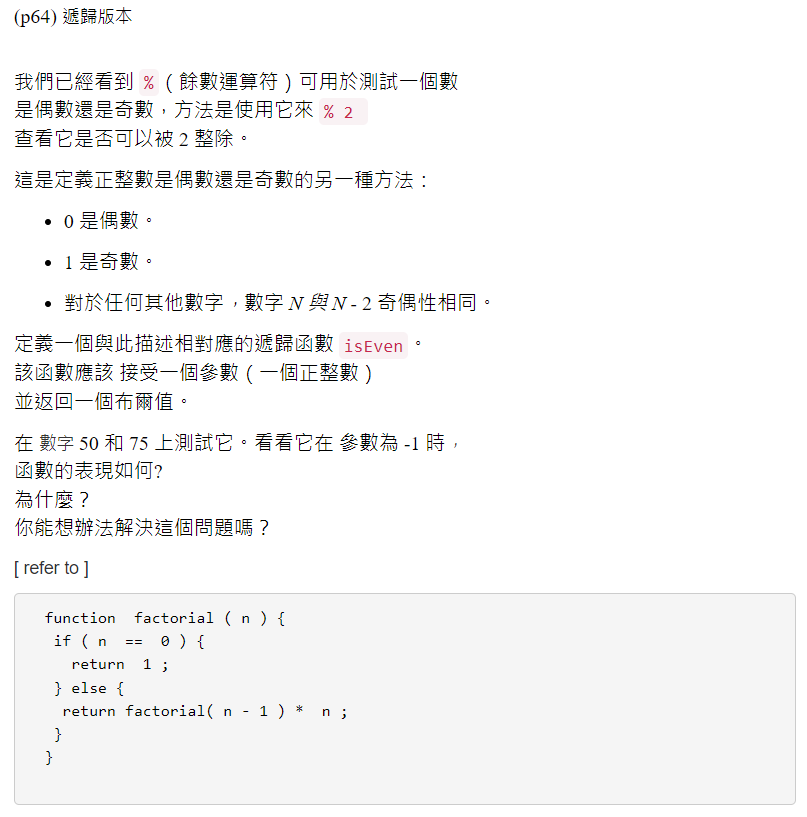 (p64) 遞歸版本
我們已經看到 % ( 餘數運算符 ) 可用於測試一個數
是偶數還是奇數，方法是使用它來 % 2
查看它是否可以被 2 整除。
這是定義正整數是偶數還是奇數的另一種方法：
• 0 是偶數。
• 1 是奇數。
• 對於任何其他數字，數字 N 與 N - 2 奇偶性相同。
定義一個與此描述相對應的遞歸函數 isEven 。
該函數應該 接受一個參數 ( 一個正整數 )
並返回一個布爾值。
在 數字 50 和 75 上測試它。看看它在 參數為 -1 時，
函數的表現如何?
為什麼？
你能想辦法解決這個問題嗎？
[ refer to ]
function  factorial ( n ) {
 if ( n  ==  0 ) {
   return  1 ;
 } else {
  return factorial( n - 1 ) *  n ;
 }
}